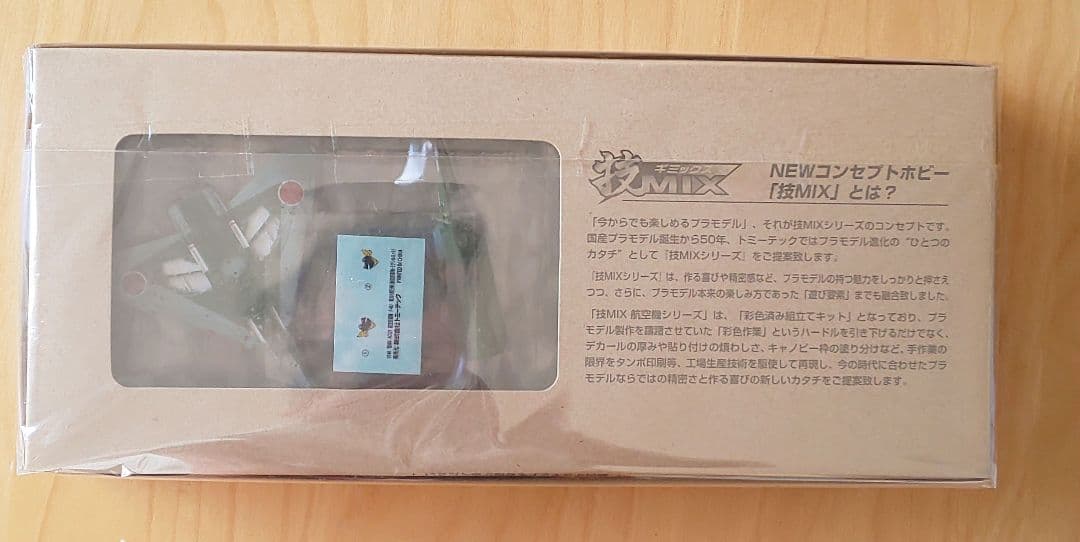 技MIX
ギミックス
NEWコンセプトホビー
「技MIX」とは？
「今からでも楽しめるプラモデル」、それが技MIXシリーズのコンセプトです。
国産プラモデル誕生から50年、トミーテックではプラモデル進化の“ひとつの
カタチ”として『技MIXシリーズ』をご提案致します。
『技MIXシリーズ』は、作る喜びや精密感など、プラモデルの持つ魅力をしっかりと押さえ
つつ、さらに、プラモデル本来の楽しみ方であった「遊び要素」までも融合致しました。
「技MIX 航空機シリーズ」は、「彩色済み組立てキット」となっており、プラ
モデル製作を躊躇させていた「彩色作業」というハードルを引き下げるだけでなく、
デカールの厚みや貼り付けの煩わしさ、キャノピー枠の塗り分けなど、手作業の
限界をタンポ印刷等、工場生産技術を駆使して再現し、今の時代に合わせたプラ
モデルならではの精密さと作る喜びの新しいカタチをご提案致します。
①
②
株式会社トミーテック